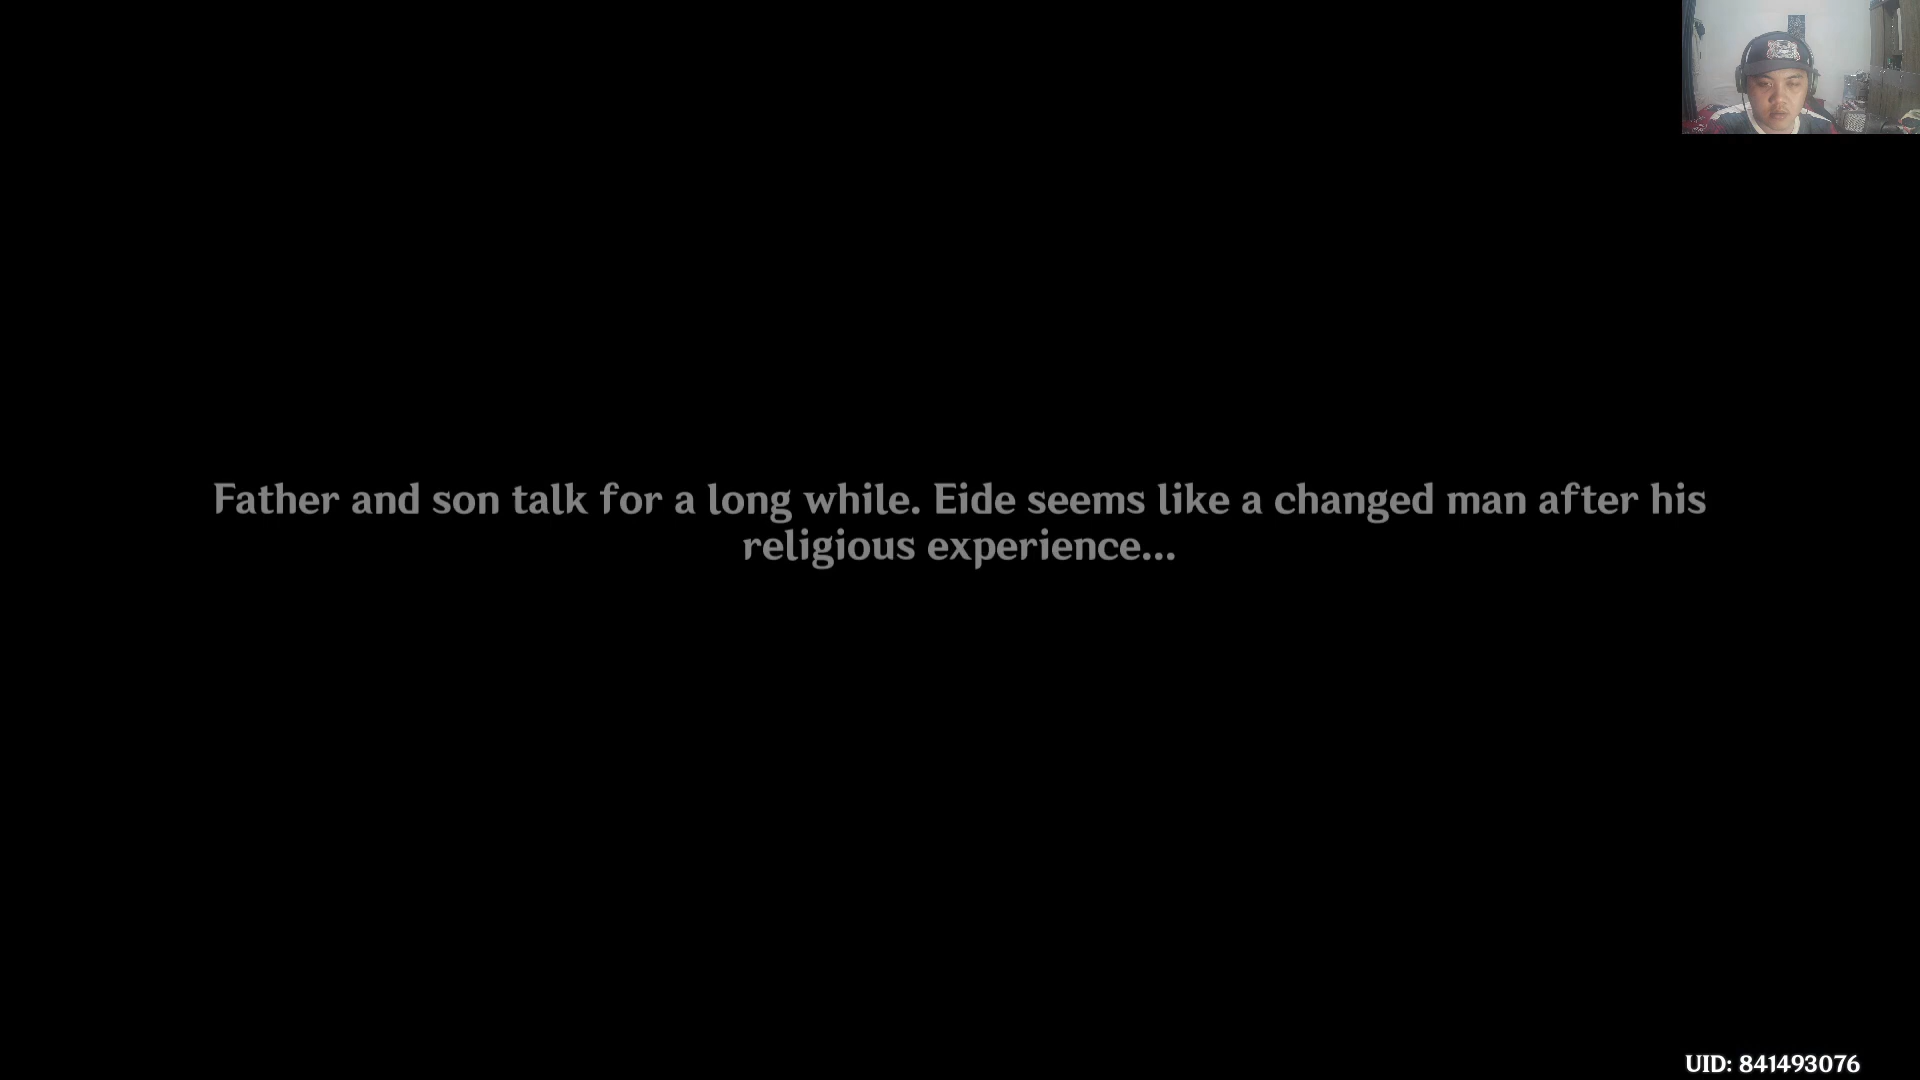 Father and son talk for a long while. Eide seems like a changed man after his
religious experience...
UID: 841493076